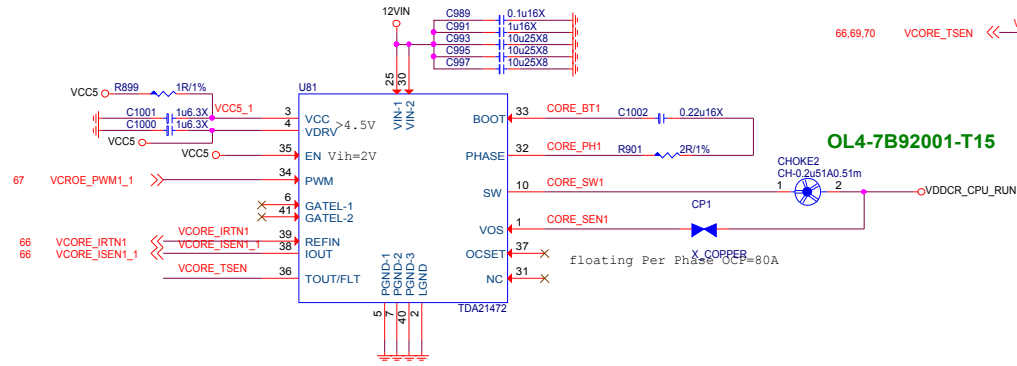 12VIN
C989 0.1u16X
C991 1u16X
C993 10u25X8
C995 10u25X8
C997 10u25X8
66,69,70 VCORE_TSEN
V
25
30
U81
VIN-1
VIN-2
VCC5 R899 1R/1%
C1001 1u6.3X VCC5_1
C1000 1u6.3X
VCC5
3 VCC
4 VDRV >4.5V
VCC5 35 EN Vih=2V
67 VCROE_PWM1_1 34 PWM
6 GATEL-1
41 GATEL-2
VCORE_IRTN1 39 REFIN
66 VCORE_IRTN1
VCORE_ISEN1_1 38 IOUT
66 VCORE_ISEN1_1
VCORE_TSEN 36 TOUT/FLT
PGND-1
PGND-2
PGND-3
LGND
5
7
40
2
TDA21472
BOOT 33 CORE_BT1 C1002 0.22u16X
PHASE 32 CORE_PH1 R901 2R/1%
OL4-7B92001-T15
CHOKE2
CH-0.2u51A0.51m
SW 10 CORE_SW1 1 2 VDDCR_CPU_RUN
CP1
VOS 1 CORE_SEN1
X_COPPER
OCSET 37
floating Per Phase OCP=80A
NC 31